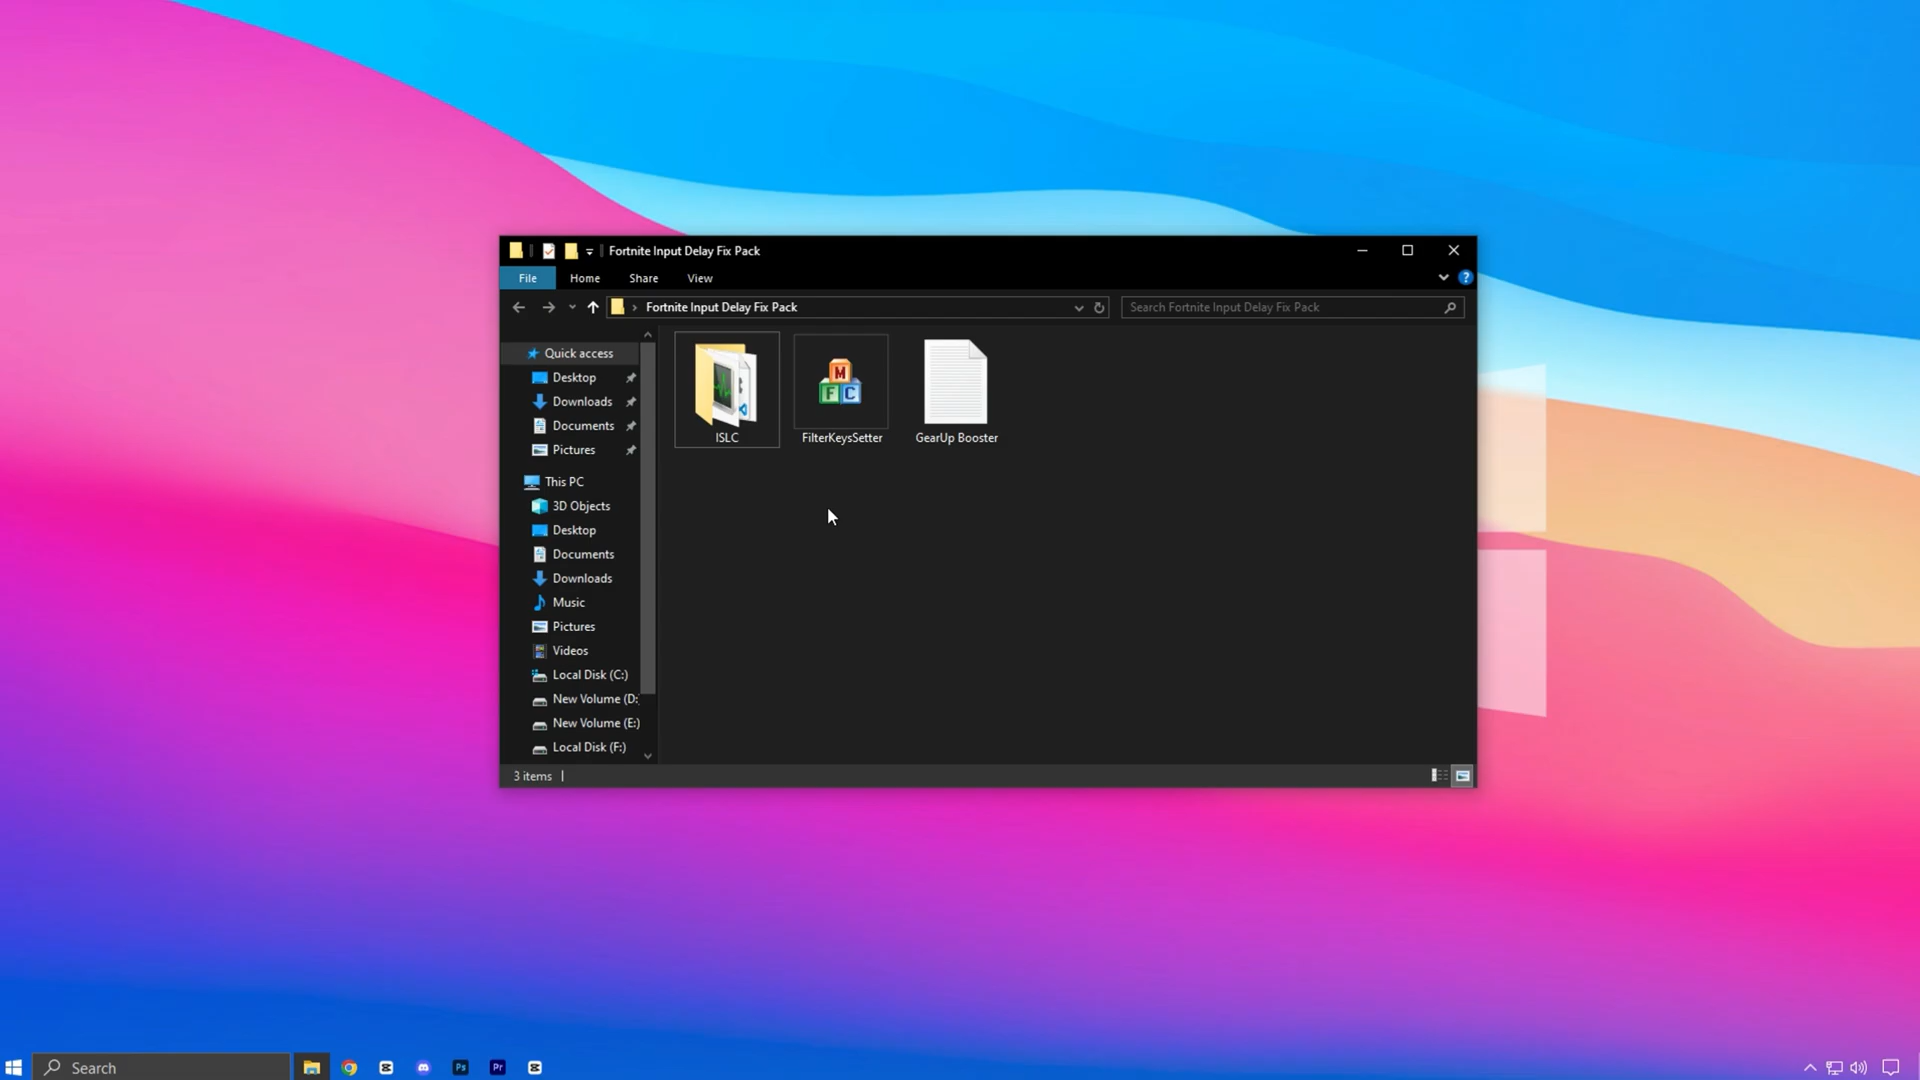 Fortnite Input Delay Fix Pack
File Home Share View
Fortnite Input Delay Fix Pack
Search Fortnite Input Delay Fix Pack
Quick access
Desktop
Downloads
Documents
Pictures
This PC
3D Objects
Desktop
Documents
Downloads
Music
Pictures
Videos
Local Disk (C:)
New Volume (D:
New Volume (E:)
Local Disk (F:)
M
F C
ISLC
FilterKeysSetter
GearUp Booster
3 items
Search
Ps
Pr